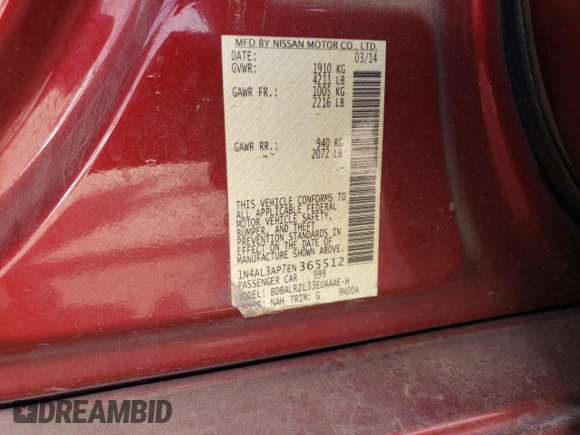 MFD BY NISSAN MOTOR CO., LTD.
DATE: 03/14
GVWR: 1910 KG
4211 LB
GAWR FR.: 1005 KG
2216 LB
GAWR RR.: 940 KG
2072 LB
THIS VEHICLE CONFORMS TO
ALL APPLICABLE FEDERAL
MOTOR VEHICLE SAFETY,
BUMPER, AND THEFT
PREVENTION STANDARDS IN
EFFECT ON THE DATE OF
MANUFACTURE SHOWN ABOVE.
1N4AL3AP7EN365512
PASSENGER CAR 999
MODEL: BDBALRZL33EUAAAE-H
COLOR: NAH TRIM: G 9N00A
DREAMBID